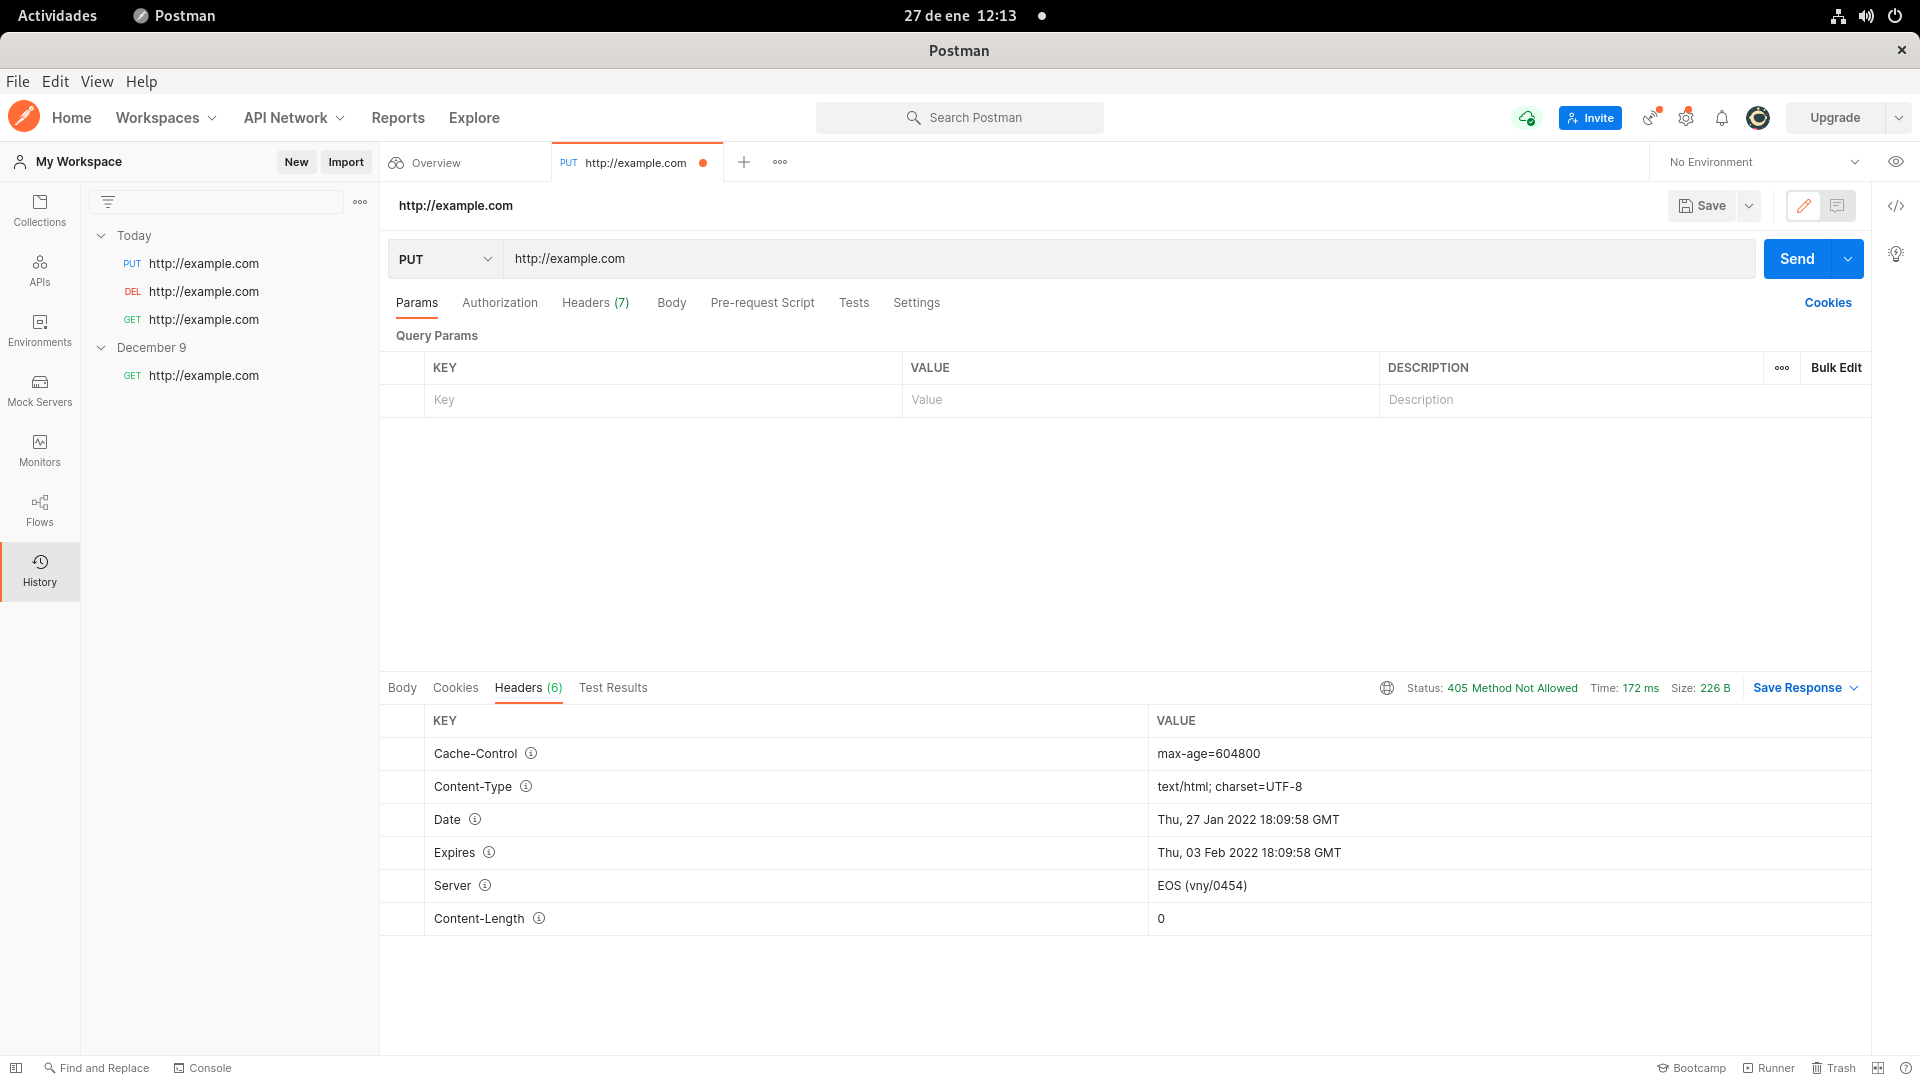 Actividades Postman 27 de ene 12:13
Postman
File Edit View Help
Home Workspaces API Network Reports Explore Search Postman Invite Upgrade
My Workspace New Import Overview PUT http://example.com No Environment
http://example.com Save
Collections
APIs
Environments
Mock Servers
Monitors
Flows
History
Today
PUT http://example.com
DEL http://example.com
GET http://example.com
December 9
GET http://example.com
PUT http://example.com Send
Params Authorization Headers (7) Body Pre-request Script Tests Settings Cookies
Query Params
KEY VALUE DESCRIPTION Bulk Edit
Key Value Description
Body Cookies Headers (6) Test Results Status: 405 Method Not Allowed Time: 172 ms Size: 226 B Save Response
KEY VALUE
Cache-Control max-age=604800
Content-Type text/html; charset=UTF-8
Date Thu, 27 Jan 2022 18:09:58 GMT
Expires Thu, 03 Feb 2022 18:09:58 GMT
Server EOS (vny/0454)
Content-Length 0
Find and Replace Console Bootcamp Runner Trash